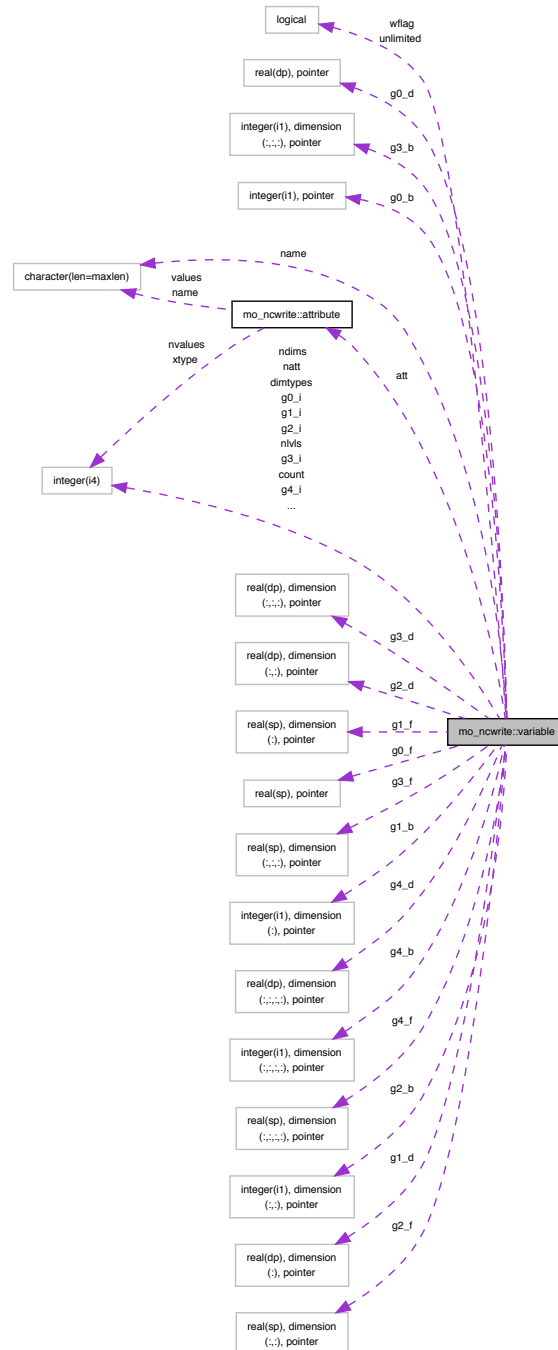 logical
wflag
unlimited
real(dp), pointer
g0_d
integer(i1), dimension
(:,:,:), pointer
g3_b
integer(i1), pointer
g0_b
name
character(len=maxlen)
values
name
mo_ncwrite::attribute
nvalues
xtype
att
ndims
natt
dimtypes
g0_i
g1_i
g2_i
nlvls
g3_i
count
g4_i
...
integer(i4)
real(dp), dimension
(:,:,:), pointer
g3_d
real(dp), dimension
(:,:), pointer
g2_d
real(sp), dimension
(:), pointer
g1_f
mo_ncwrite::variable
g0_f
real(sp), pointer
g3_f
real(sp), dimension
(:,:,:), pointer
g1_b
integer(i1), dimension
(:), pointer
g4_d
real(dp), dimension
(:,:,:,:), pointer
g4_b
integer(i1), dimension
(:,:,:,:), pointer
g4_f
real(sp), dimension
(:,:,:,:), pointer
g2_b
integer(i1), dimension
(:,:), pointer
g1_d
real(dp), dimension
(:), pointer
g2_f
real(sp), dimension
(:,:), pointer